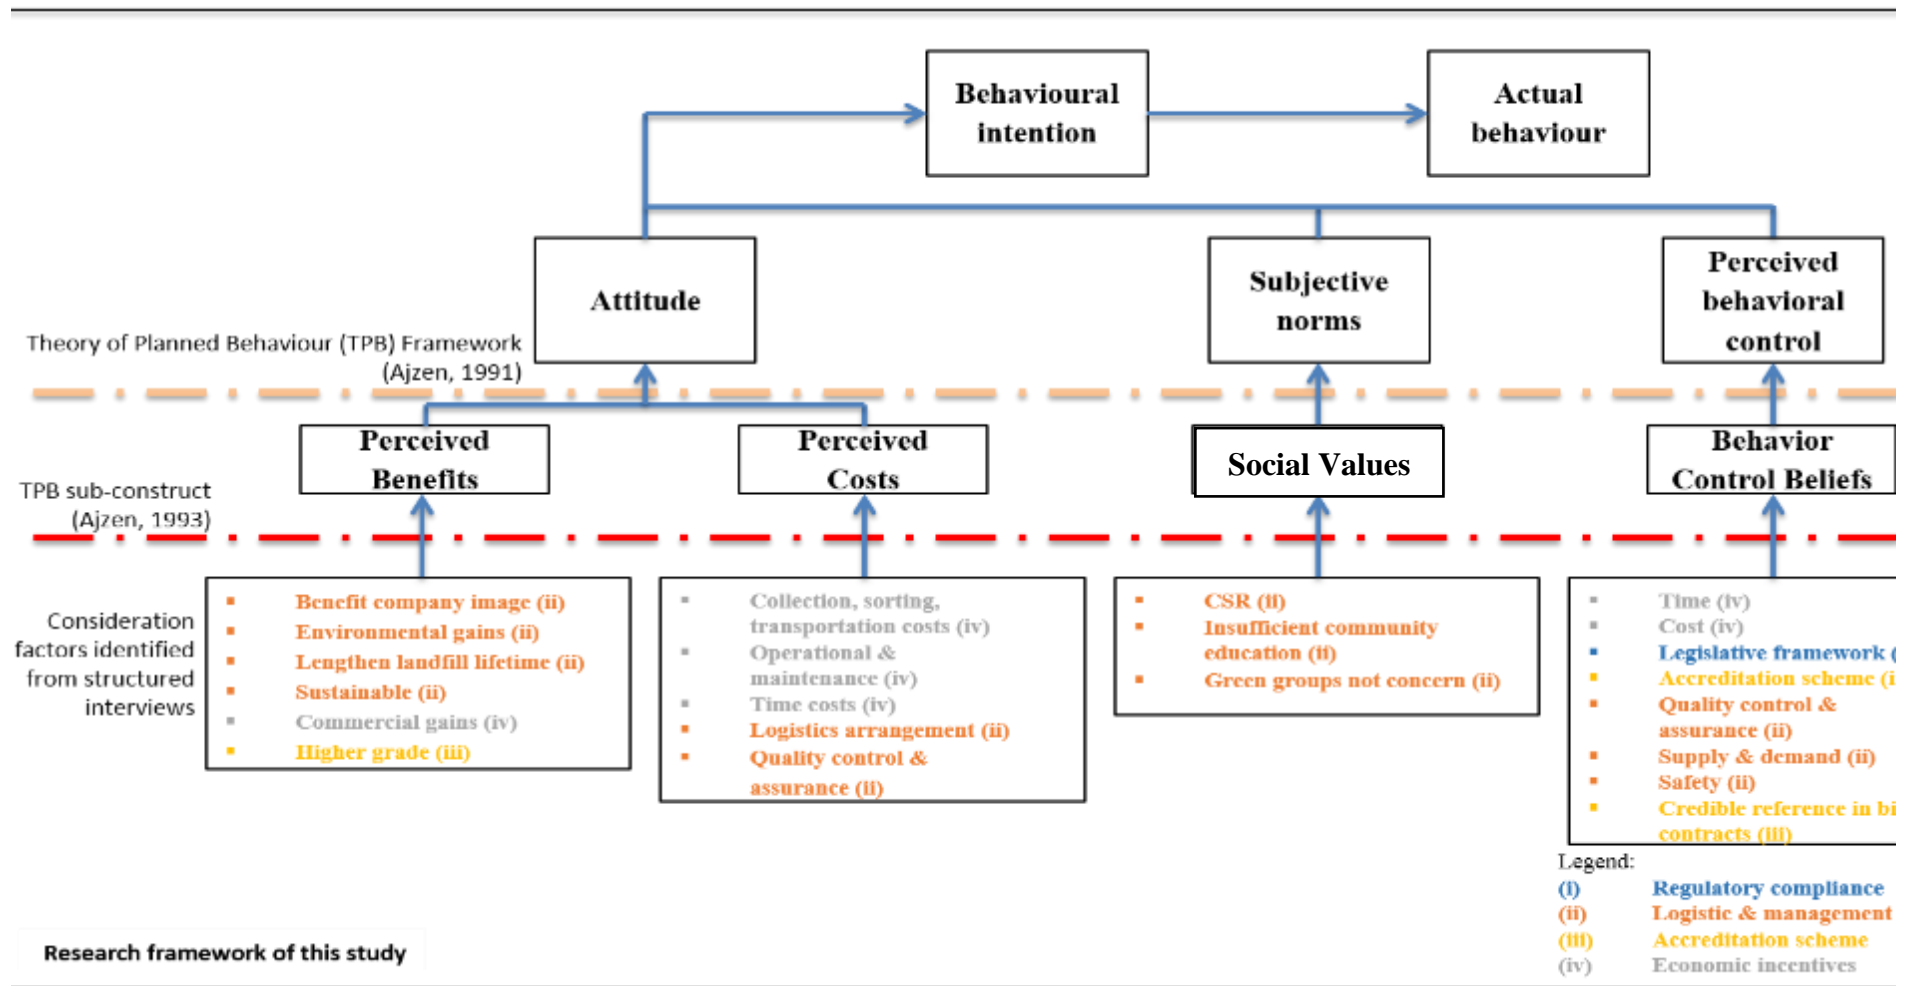 Behavioural
intention
Actual
behaviour
Attitude
Subjective
norms
Perceived
behavioral
control
Theory of Planned Behaviour (TPB) Framework
(Ajzen, 1991)
Perceived
Benefits
Perceived
Costs
Social Values
Behavior
Control Beliefs
TPB sub-construct
(Ajzen, 1993)
Consideration
factors identified
from structured
interviews
▪ Benefit company image (ii)
▪ Environmental gains (ii)
▪ Lengthen landfill lifetime (ii)
▪ Sustainable (ii)
▪ Commercial gains (iv)
▪ Higher grade (iii)
▪ Collection, sorting,
transportation costs (iv)
▪ Operational &
maintenance (iv)
▪ Time costs (iv)
▪ Logistics arrangement (ii)
▪ Quality control &
assurance (ii)
▪ CSR (ii)
▪ Insufficient community
education (ii)
▪ Green groups not concern (ii)
▪ Time (iv)
▪ Cost (iv)
▪ Legislative framework (
▪ Accreditation scheme (i
▪ Quality control &
assurance (ii)
▪ Supply & demand (ii)
▪ Safety (ii)
▪ Credible reference in bi
contracts (iii)
Legend:
(i) Regulatory compliance
(ii) Logistic & management
(iii) Accreditation scheme
(iv) Economic incentives
Research framework of this study